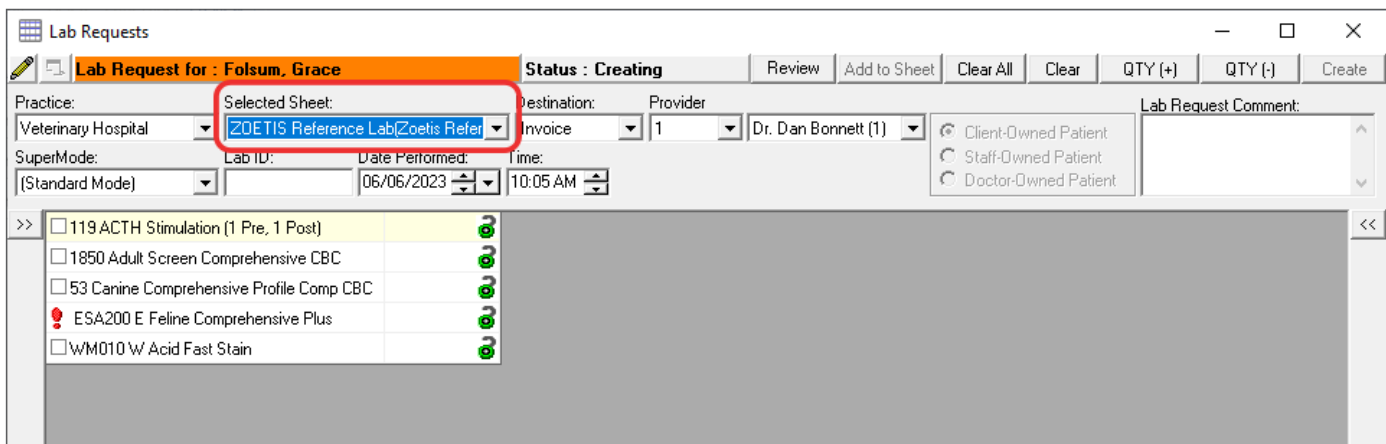 Lab Requests
Lab Request for : Folsum, Grace
Status : Creating
Review
Add to Sheet
Clear All
Clear
QTY (+)
QTY (-)
Create
Practice:
Selected Sheet:
Destination:
Provider
Lab Request Comment:
Veterinary Hospital
ZOETIS Reference Lab(Zoetis Refer
Invoice
1
Dr. Dan Bonnett (1)
Client-Owned Patient
Staff-Owned Patient
Doctor-Owned Patient
SuperMode:
Lab ID:
Date Performed:
Time:
(Standard Mode)
06/06/2023
10:05 AM
>>
<<
119 ACTH Stimulation (1 Pre, 1 Post)
1850 Adult Screen Comprehensive CBC
53 Canine Comprehensive Profile Comp CBC
ESA200 E Feline Comprehensive Plus
WM010 W Acid Fast Stain